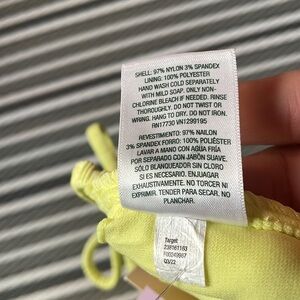 SHELL: 97% NYLON 3% SPANDEX
LINING: 100% POLYESTER
HAND WASH COLD SEPARATELY
WITH MILD SOAP. ONLY NON-
CHLORINE BLEACH IF NEEDED. RINSE
THOROUGHLY. DO NOT TWIST OR
WRING. HANG TO DRY. DO NOT IRON.
RN17730 VN1299195
REVESTIMIENTO: 97% NAILON
3% SPANDEX FORRO: 100% POLIÉSTER
LAVAR A MANO CON AGUA FRÍA
POR SEPARADO CON JABÓN SUAVE.
SÓLO BLANQUEADOR SIN CLORO
SI ES NECESARIO. ENJUAGAR
EXHAUSTIVAMENTE. NO TORCER NI
EXPRIMIR. TENDER PARA SECAR. NO
PLANCHAR.
Target
Q3/22